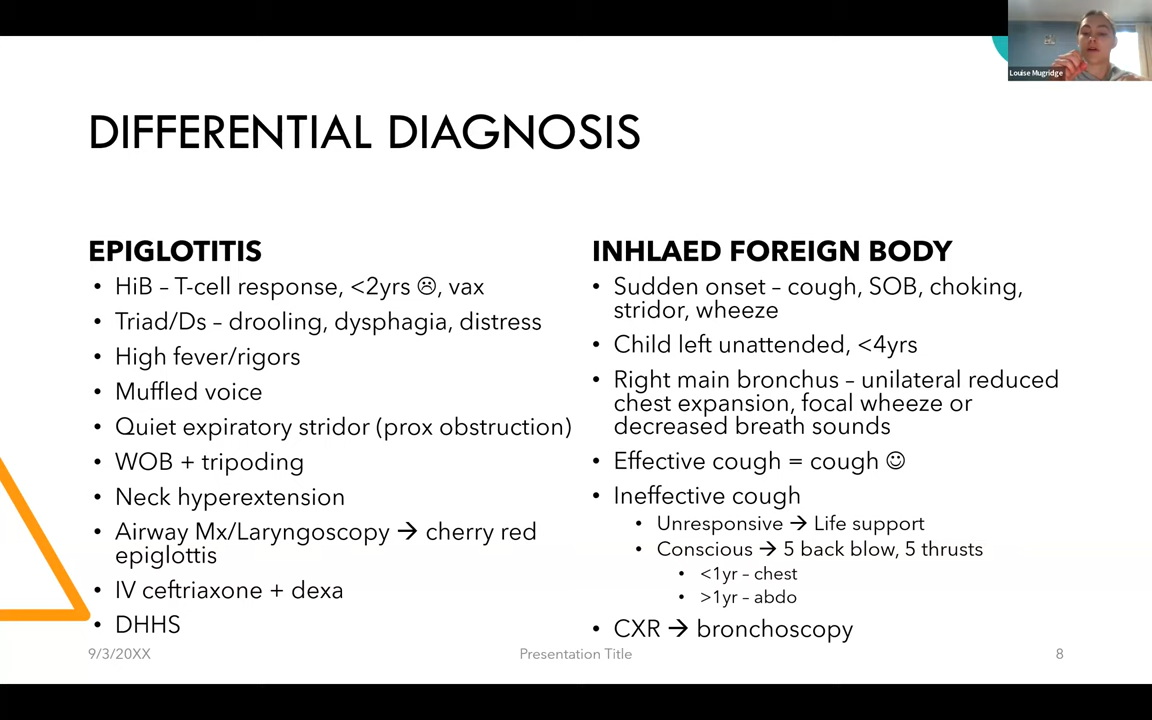 Louise Mugridge
DIFFERENTIAL DIAGNOSIS
EPIGLOTITIS
• HiB – T-cell response, <2yrs ☹, vax
• Triad/Ds – drooling, dysphagia, distress
• High fever/rigors
• Muffled voice
• Quiet expiratory stridor (prox obstruction)
• WOB + tripoding
• Neck hyperextension
• Airway Mx/Laryngoscopy → cherry red
epiglottis
• IV ceftriaxone + dexa
• DHHS
INHLAED FOREIGN BODY
• Sudden onset – cough, SOB, choking,
stridor, wheeze
• Child left unattended, <4yrs
• Right main bronchus – unilateral reduced
chest expansion, focal wheeze or
decreased breath sounds
• Effective cough = cough ☺
• Ineffective cough
• Unresponsive → Life support
• Conscious → 5 back blow, 5 thrusts
• <1yr – chest
• >1yr – abdo
• CXR → bronchoscopy
9/3/20XX
Presentation Title
8